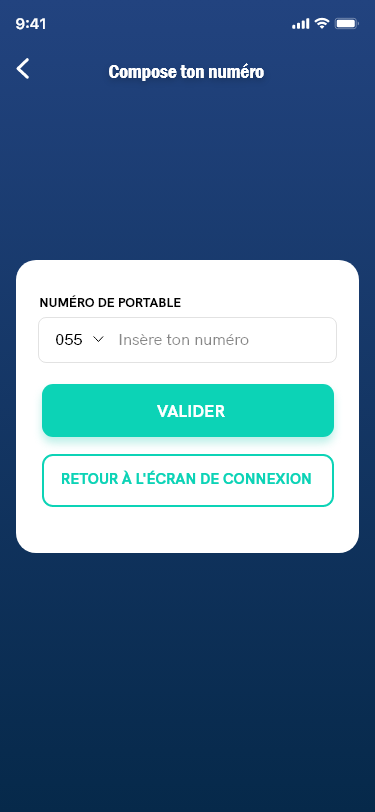 9:41
Compose ton numéro
NUMÉRO DE PORTABLE
055 Insère ton numéro
VALIDER
RETOUR À L'ÉCRAN DE CONNEXION